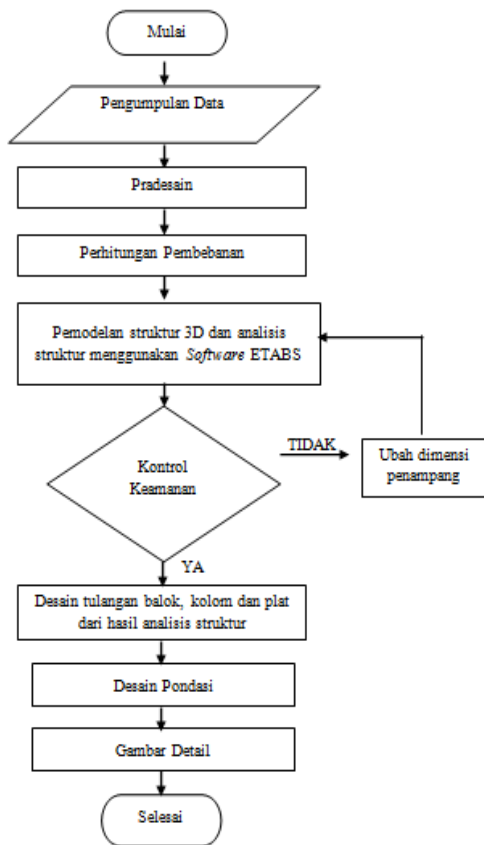 Mulai
Pengumpulan Data
Pradesain
Perhitungan Pembebanan
Pemodelan struktur 3D dan analisis
struktur menggunakan Software ETABS
Kontrol
Keamanan
TIDAK
Ubah dimensi
penampang
YA
Desain tulangan balok, kolom dan plat
dari hasil analisis struktur
Desain Pondasi
Gambar Detail
Selesai